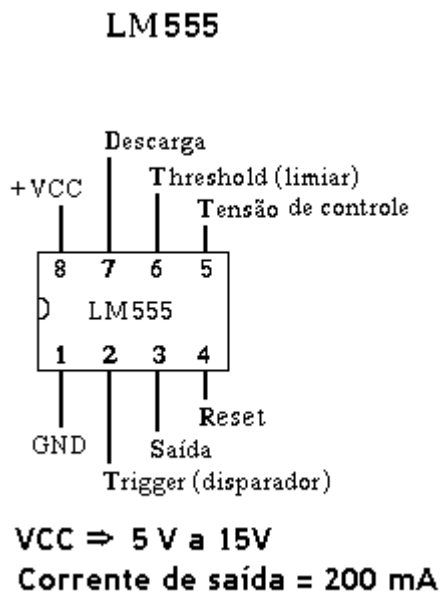 LM555
Descarga
+VCC
Threshold (limiar)
Tensão de controle
8 7 6 5
LM555
1 2 3 4
Reset
GND
Saída
Trigger (disparador)
VCC ⇒ 5 V a 15V
Corrente de saída = 200 mA